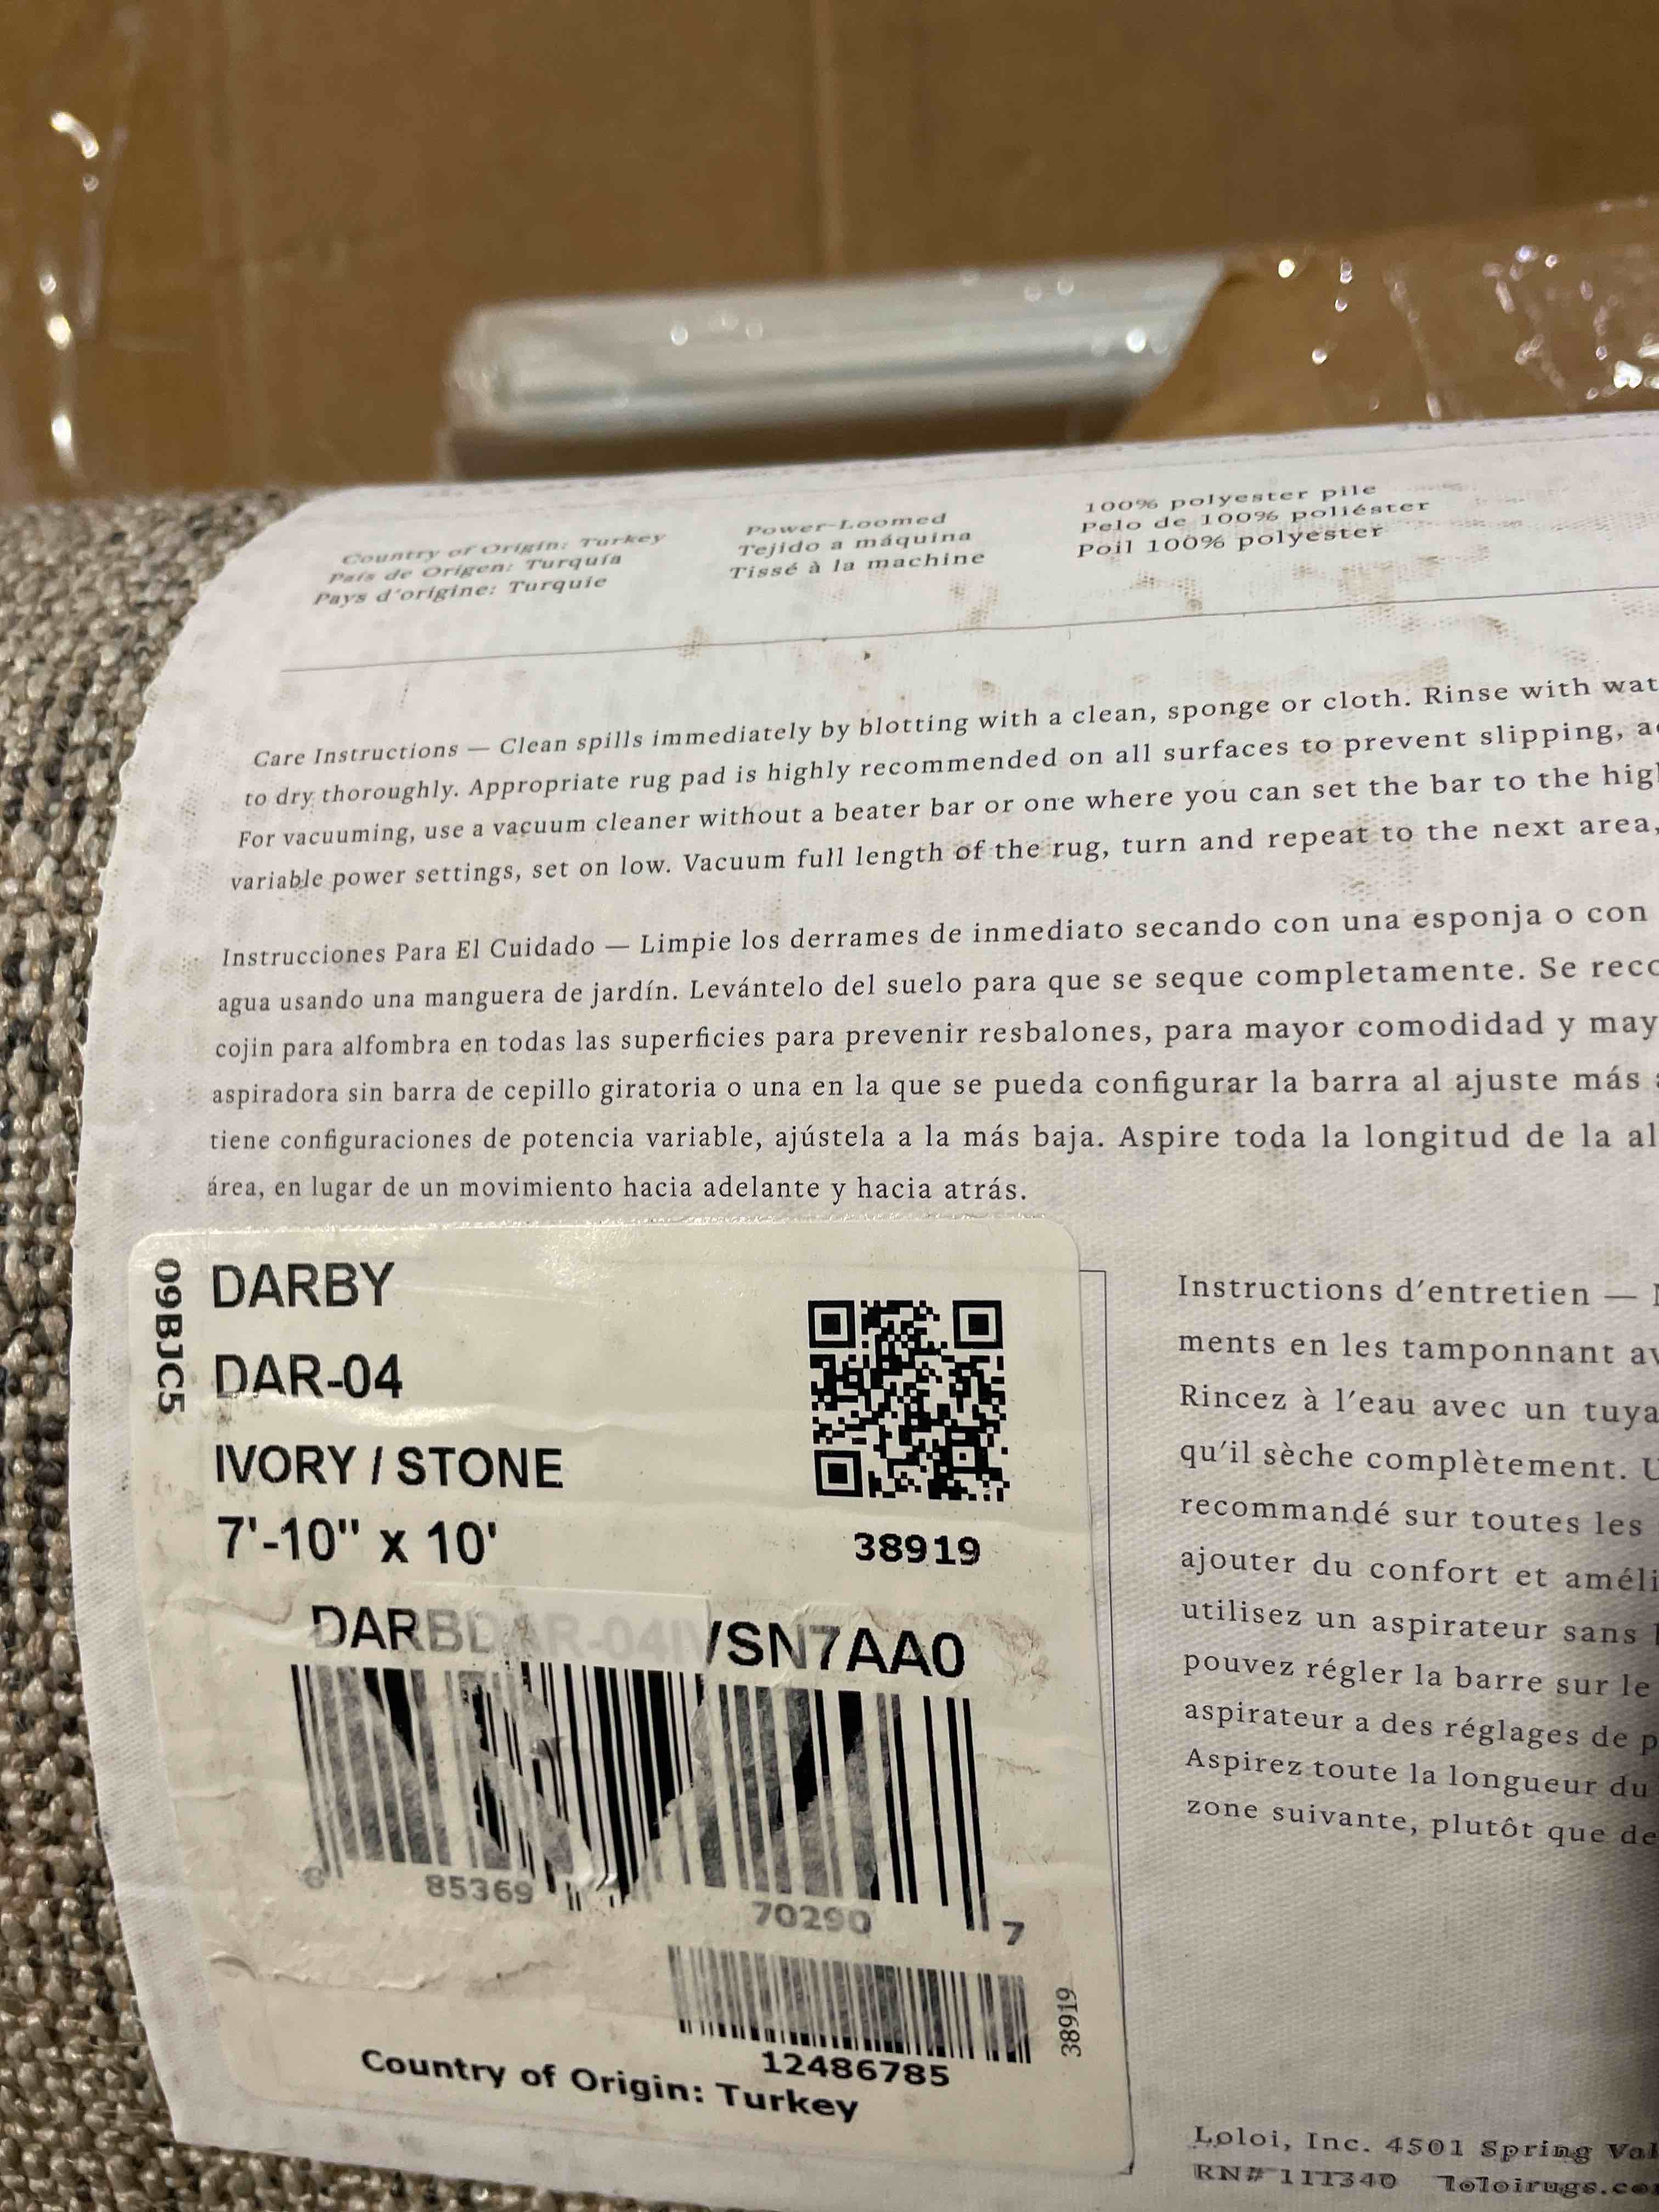 Country of Origin: Turkey
País de Origen: Turquía
Pays d'origine: Turquie
Power-Loomed
Tejido a máquina
Tissé à la machine
100% polyester pile
Pelo de 100% poliéster
Poil 100% polyester
Care Instructions — Clean spills immediately by blotting with a clean, sponge or cloth. Rinse with wat
to dry thoroughly. Appropriate rug pad is highly recommended on all surfaces to prevent slipping,
For vacuuming, use a vacuum cleaner without a beater bar or one where you can set the bar to the hig
variable power settings, set on low. Vacuum full length of the rug, turn and repeat to the next area,
Instrucciones Para El Cuidado — Limpie los derrames de inmediato secando con una esponja o con
agua usando una manguera de jardín. Levántelo del suelo para que se seque completamente. Se reco
cojin para alfombra en todas las superficies para prevenir resbalones, para mayor comodidad y may
aspiradora sin barra de cepillo giratoria o una en la que se pueda configurar la barra al ajuste más
tiene configuraciones de potencia variable, ajústela a la más baja. Aspire toda la longitud de la al
área, en lugar de un movimiento hacia adelante y hacia atrás.
09BJC5
DARBY
DAR-04
IVORY / STONE
7'-10" x 10'
38919
DARBDAR-04IV/SN7AA0
85369
70290
7
12486785
38919
Country of Origin: Turkey
Instructions d'entretien —
ments en les tamponnant av
Rincez à l'eau avec un tuya
qu'il sèche complètement. U
recommandé sur toutes les
ajouter du confort et améli
utilisez un aspirateur sans
pouvez régler la barre sur le
aspirateur a des réglages de p
Aspirez toute la longueur du
zone suivante, plutôt que de
Loloi, Inc. 4501 Spring Val
RN# 111340 loloirugs.co